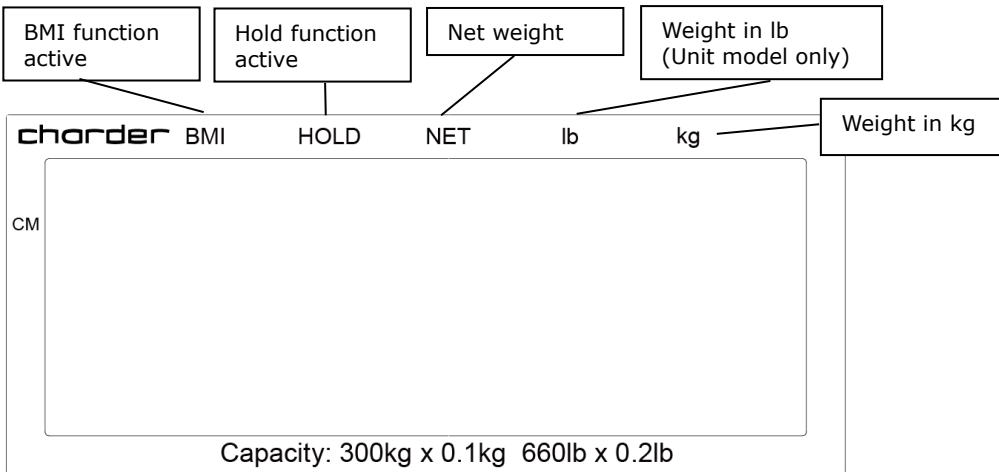 BMI function
active
Hold function
active
Net weight
Weight in lb
(Unit model only)
Weight in kg
charder BMI HOLD NET lb kg
CM
Capacity: 300kg x 0.1kg 660lb x 0.2lb